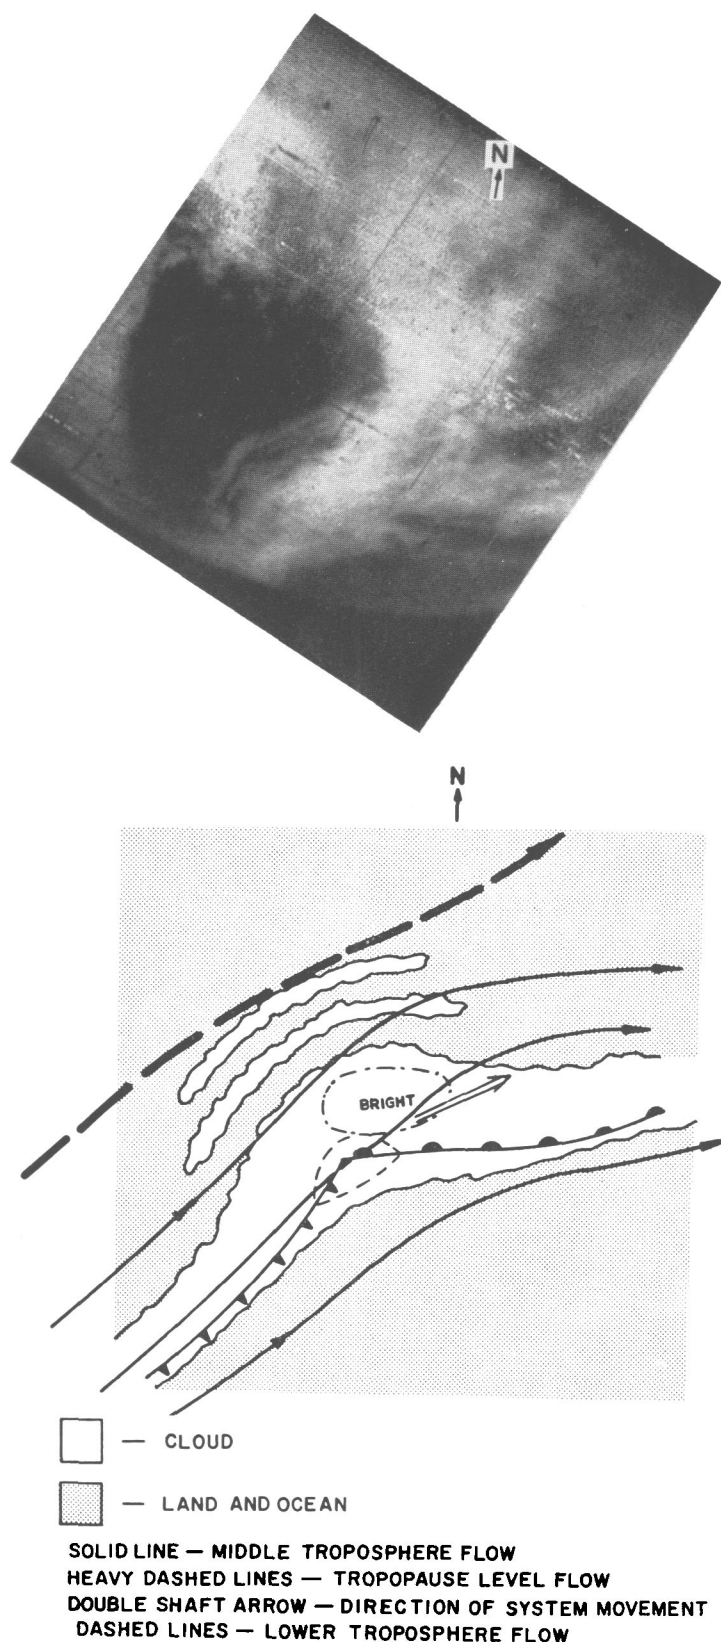 N
N
BRIGHT
— CLOUD
— LAND AND OCEAN
SOLID LINE — MIDDLE TROPOSPHERE FLOW
HEAVY DASHED LINES — TROPOPAUSE LEVEL FLOW
DOUBLE SHAFT ARROW — DIRECTION OF SYSTEM MOVEMENT
DASHED LINES — LOWER TROPOSPHERE FLOW